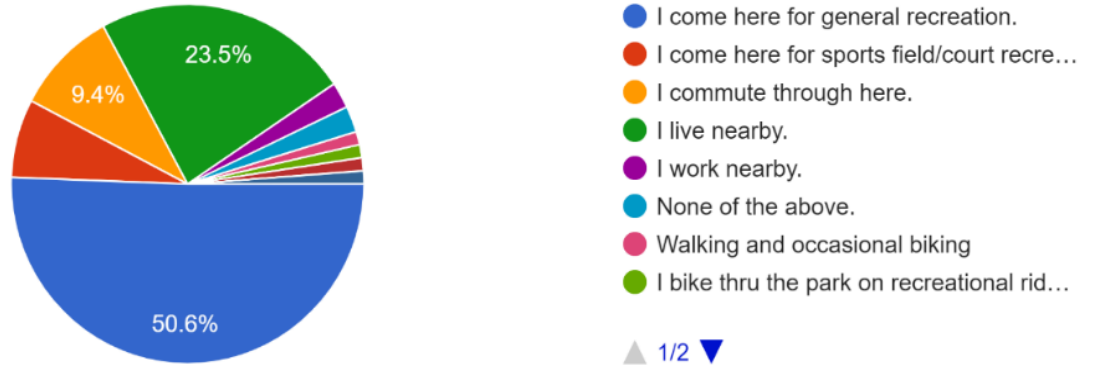 23.5%
9.4%
50.6%
I come here for general recreation.
I come here for sports field/court recre…
I commute through here.
I live nearby.
I work nearby.
None of the above.
Walking and occasional biking
I bike thru the park on recreational rid…
1/2